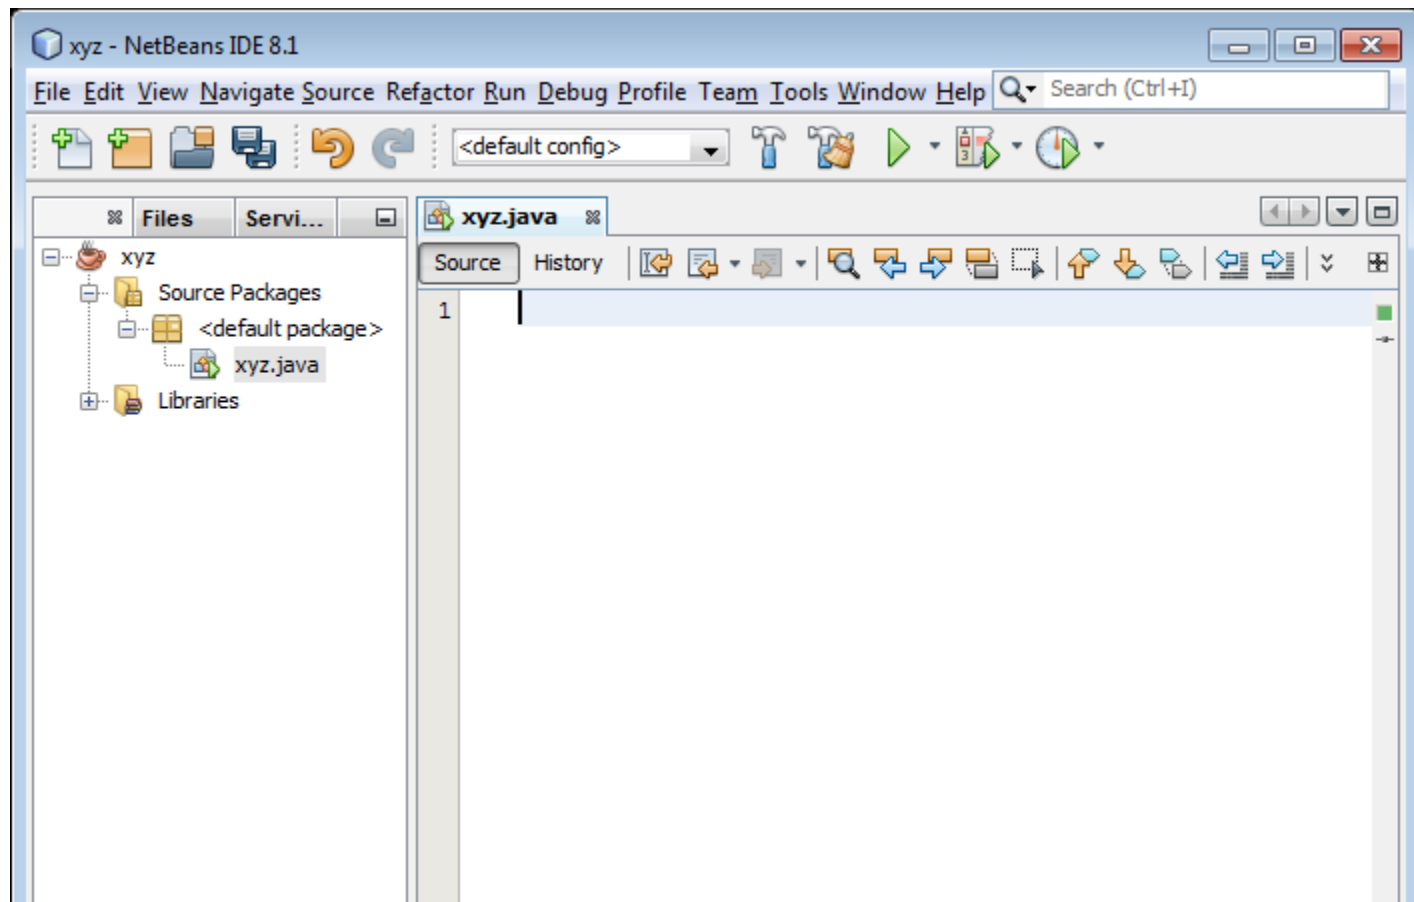 xyz - NetBeans IDE 8.1
File Edit View Navigate Source Refactor Run Debug Profile Team Tools Window Help Search (Ctrl+I)
<default config>
Files Servi... xyz.java
xyz
Source History
Source Packages
1
<default package>
xyz.java
Libraries